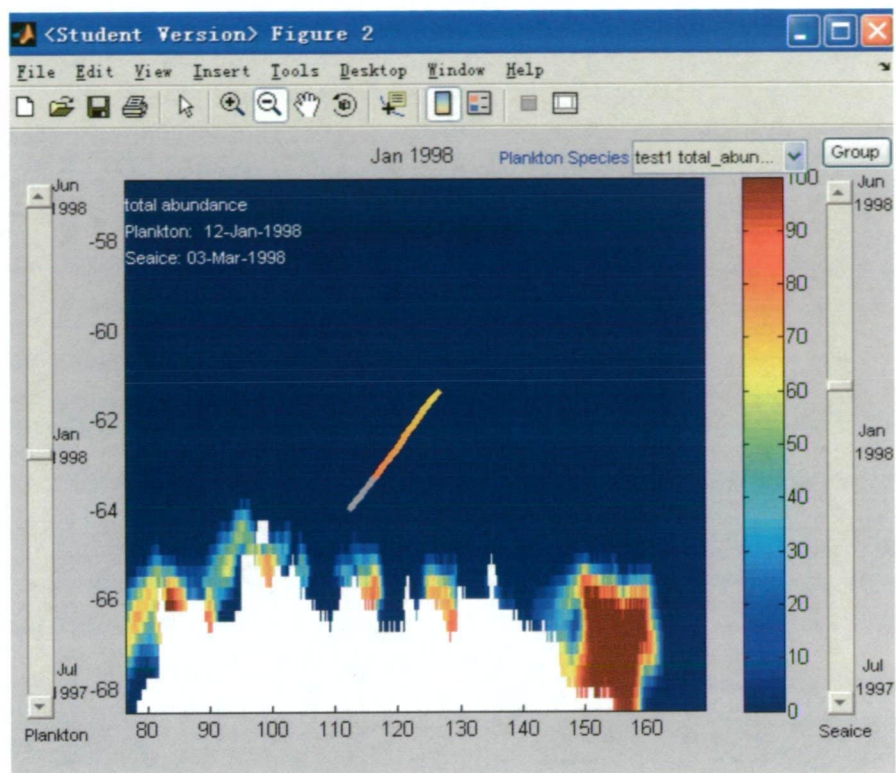 <Student Version> Figure 2
File Edit View Insert Tools Desktop Window Help
Jan 1998
Plankton Species
test1 total_abun...
Group
Jun
1998
Jan
1998
Jul
1997
Plankton
total abundance
Plankton: 12-Jan-1998
Seaice: 03-Mar-1998
-58
-60
-62
-64
-66
-68
80 90 100 110 120 130 140 150 160
100
90
80
70
60
50
40
30
20
10
0
Jun
1998
Jan
1998
Jul
1997
Seaice